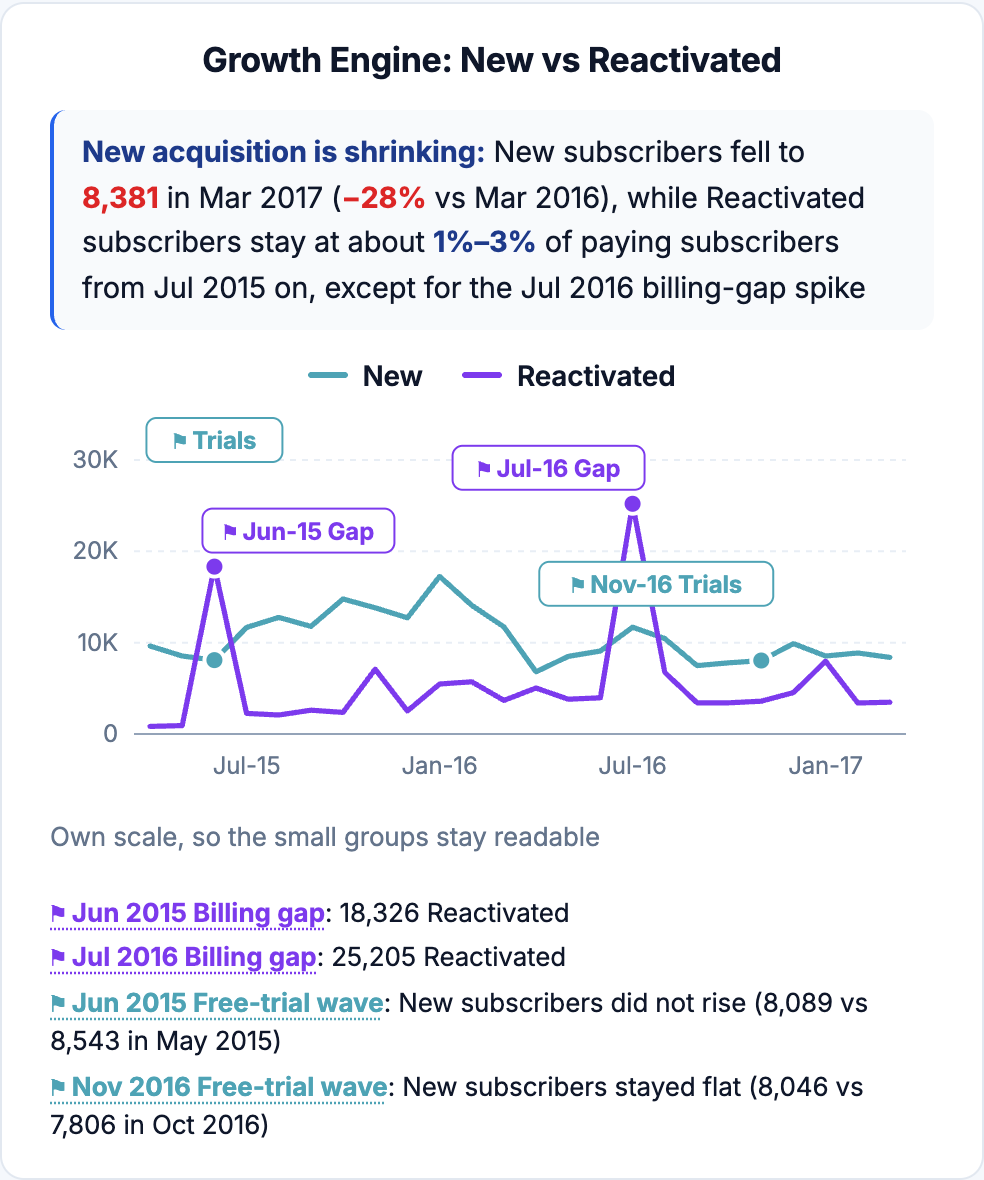 Growth Engine: New vs Reactivated
New acquisition is shrinking: New subscribers fell to
8,381 in Mar 2017 (−28% vs Mar 2016), while Reactivated
subscribers stay at about 1%–3% of paying subscribers
from Jul 2015 on, except for the Jul 2016 billing-gap spike
New Reactivated
⚑ Trials
30K
⚑ Jul-16 Gap
⚑ Jun-15 Gap
20K
⚑ Nov-16 Trials
10K
0
Jul-15 Jan-16 Jul-16 Jan-17
Own scale, so the small groups stay readable
⚑ Jun 2015 Billing gap: 18,326 Reactivated
⚑ Jul 2016 Billing gap: 25,205 Reactivated
⚑ Jun 2015 Free-trial wave: New subscribers did not rise (8,089 vs
8,543 in May 2015)
⚑ Nov 2016 Free-trial wave: New subscribers stayed flat (8,046 vs
7,806 in Oct 2016)